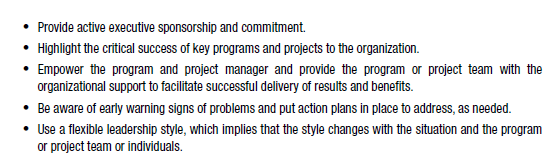 • Provide active executive sponsorship and commitment.
• Highlight the critical success of key programs and projects to the organization.
• Empower the program and project manager and provide the program or project team with the
organizational support to facilitate successful delivery of results and benefits.
• Be aware of early warning signs of problems and put action plans in place to address, as needed.
• Use a flexible leadership style, which implies that the style changes with the situation and the program
or project team or individuals.